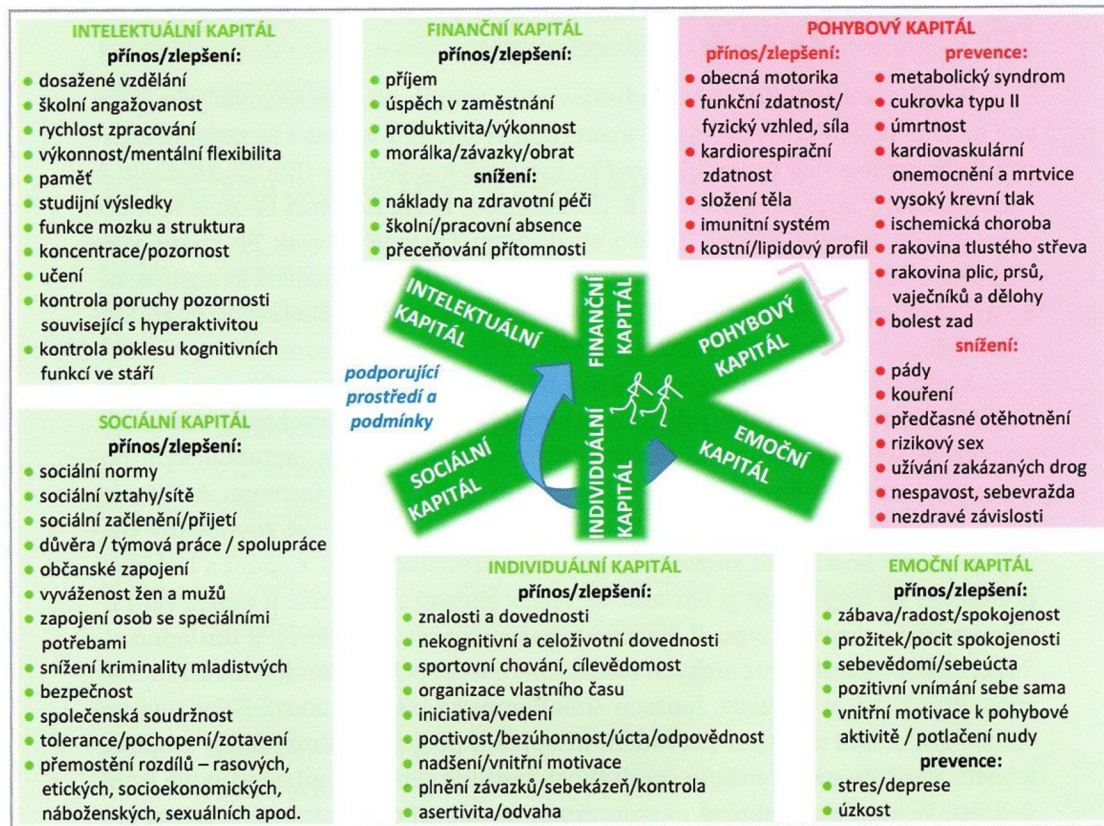 INTELEKTUÁLNÍ KAPITÁL
přínos/zlepšení:
• dosažené vzdělání
• školní angažovanost
• rychlost zpracování
• výkonnost/mentální flexibilita
• paměť
• studijní výsledky
• funkce mozku a struktura
• koncentrace/pozornost
• učení
• kontrola poruchy pozornosti
související s hyperaktivitou
• kontrola poklesu kognitivních
funkcí ve stáří
FINANČNÍ KAPITÁL
přínos/zlepšení:
• příjem
• úspěch v zaměstnání
• produktivita/výkonnost
• morálka/závazky/obrat
snížení:
• náklady na zdravotní péči
• školní/pracovní absence
• přeceňování přítomnosti
POHYBOVÝ KAPITÁL
přínos/zlepšení:
• obecná motorika
• funkční zdatnost/
fyzický vzhled, síla
• kardiorespirační
zdatnost
• složení těla
• imunitní systém
• kostní/lipidový profil
prevence:
• metabolický syndrom
• cukrovka typu II
• úmrtnost
• kardiovaskulární
onemocnění a mrtvice
• vysoký krevní tlak
• ischemická choroba
• rakovina tlustého střeva
• rakovina plic, prsů,
vaječníků a dělohy
• bolest zad
snížení:
• pády
• kouření
• předčasné otěhotnění
• rizikový sex
• užívání zakázaných drog
• nespavost, sebevražda
• nezdravé závislosti
INTELEKTUÁLNÍ
KAPITÁL
FINANČNÍ
KAPITÁL
POHYBOVÝ
KAPITÁL
podporující
prostředí a
podmínky
SOCIÁLNÍ
KAPITÁL
INDIVIDUÁLNÍ
KAPITÁL
EMOČNÍ
KAPITÁL
SOCIÁLNÍ KAPITÁL
přínos/zlepšení:
• sociální normy
• sociální vztahy/sítě
• sociální začlenění/přijetí
• důvěra / týmová práce / spolupráce
• občanské zapojení
• vyváženost žen a mužů
• zapojení osob se speciálními
potřebami
• snížení kriminality mladistvých
• bezpečnost
• společenská soudržnost
• tolerance/pochopení/zotavení
• přemostění rozdílů – rasových,
etických, socioekonomických,
náboženských, sexuálních apod.
INDIVIDUÁLNÍ KAPITÁL
přínos/zlepšení:
• znalosti a dovednosti
• nekognitivní a celoživotní dovednosti
• sportovní chování, cílevědomost
• organizace vlastního času
• iniciativa/vedení
• poctivost/bezúhonnost/úcta/odpovědnost
• nadšení/vnitřní motivace
• plnění závazků/sebekázeň/kontrola
• asertivita/odvaha
EMOČNÍ KAPITÁL
přínos/zlepšení:
• zábava/radost/spokojenost
• prožitek/pocit spokojenosti
• sebevědomí/sebeúcta
• pozitivní vnímání sebe sama
• vnitřní motivace k pohybové
aktivitě / potlačení nudy
prevence:
• stres/deprese
• úzkost